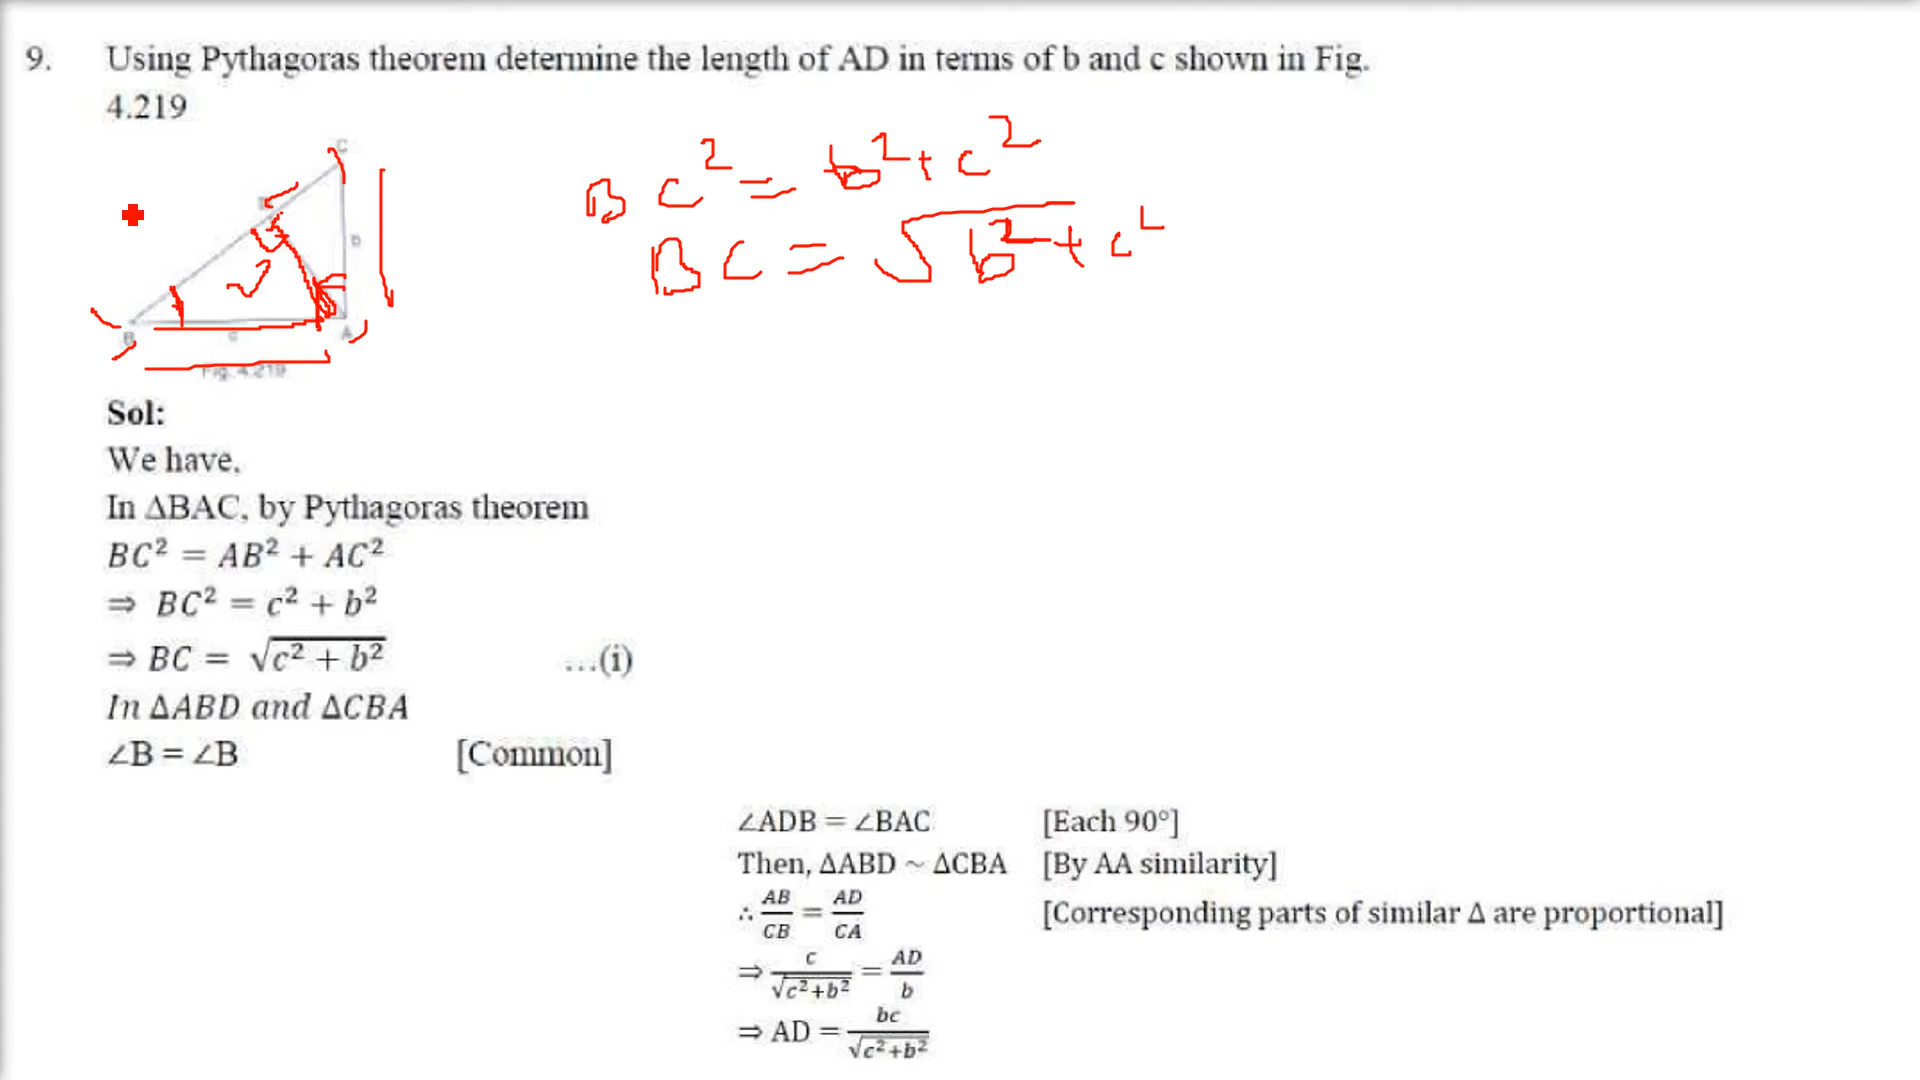 9. Using Pythagoras theorem determine the length of AD in terms of b and c shown in Fig.
4.219
C
b
B
c
A
Fig. 4.219
BC² = b² + c²
BC = √b² + c²
Sol:
We have,
In ΔBAC, by Pythagoras theorem
BC² = AB² + AC²
⇒ BC² = c² + b²
⇒ BC = √(c² + b²) ...(i)
In ΔABD and ΔCBA
∠B = ∠B [Common]
∠ADB = ∠BAC [Each 90°]
Then, ΔABD ~ ΔCBA [By AA similarity]
∴ AB/CB = AD/CA [Corresponding parts of similar Δ are proportional]
⇒ c/√(c²+b²) = AD/b
⇒ AD = bc/√(c²+b²)